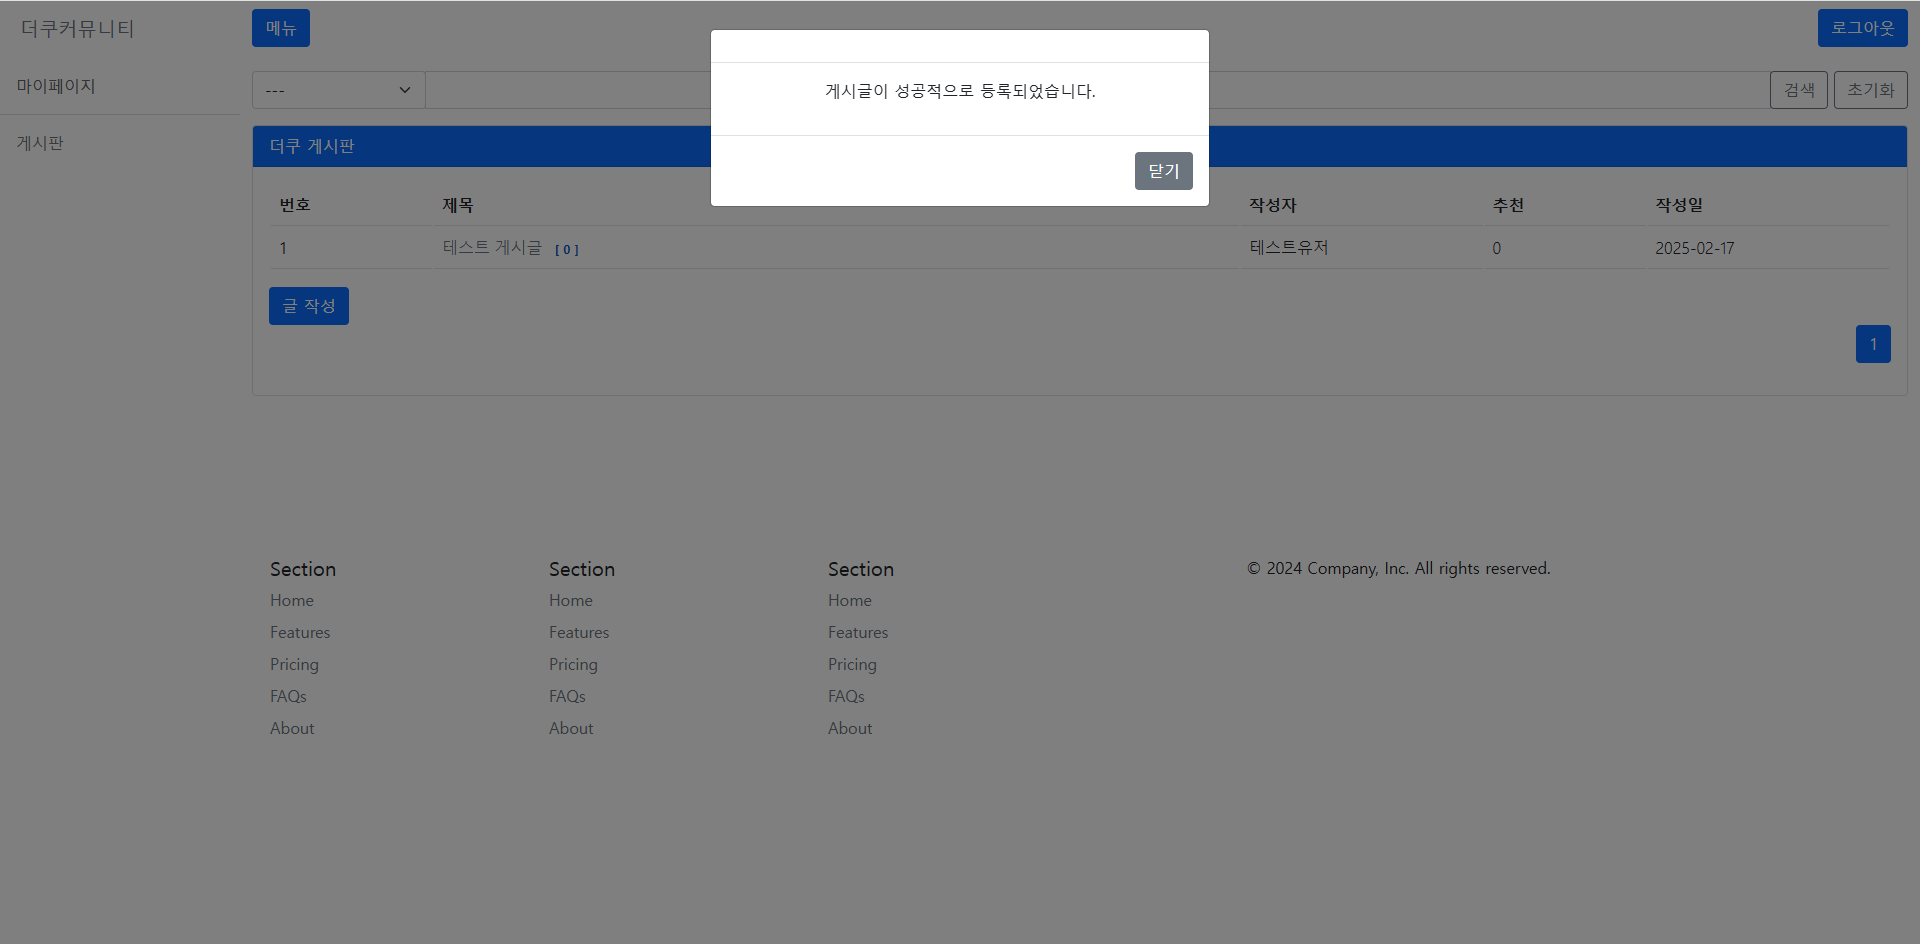 더쿠커뮤니티
메뉴
로그아웃
마이페이지
게시판
---
검색
초기화
게시글이 성공적으로 등록되었습니다.
닫기
더쿠 게시판
번호 제목 작성자 추천 작성일
1 테스트 게시글 [ 0 ] 테스트유저 0 2025-02-17
글 작성
1
Section
Home
Features
Pricing
FAQs
About
Section
Home
Features
Pricing
FAQs
About
Section
Home
Features
Pricing
FAQs
About
© 2024 Company, Inc. All rights reserved.